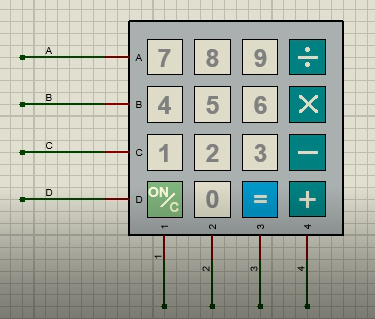 A A 7 8 9 ÷
B B 4 5 6 ×
C C 1 2 3 −
D D ON/C 0 = +
1 2 3 4
1 2 3 4